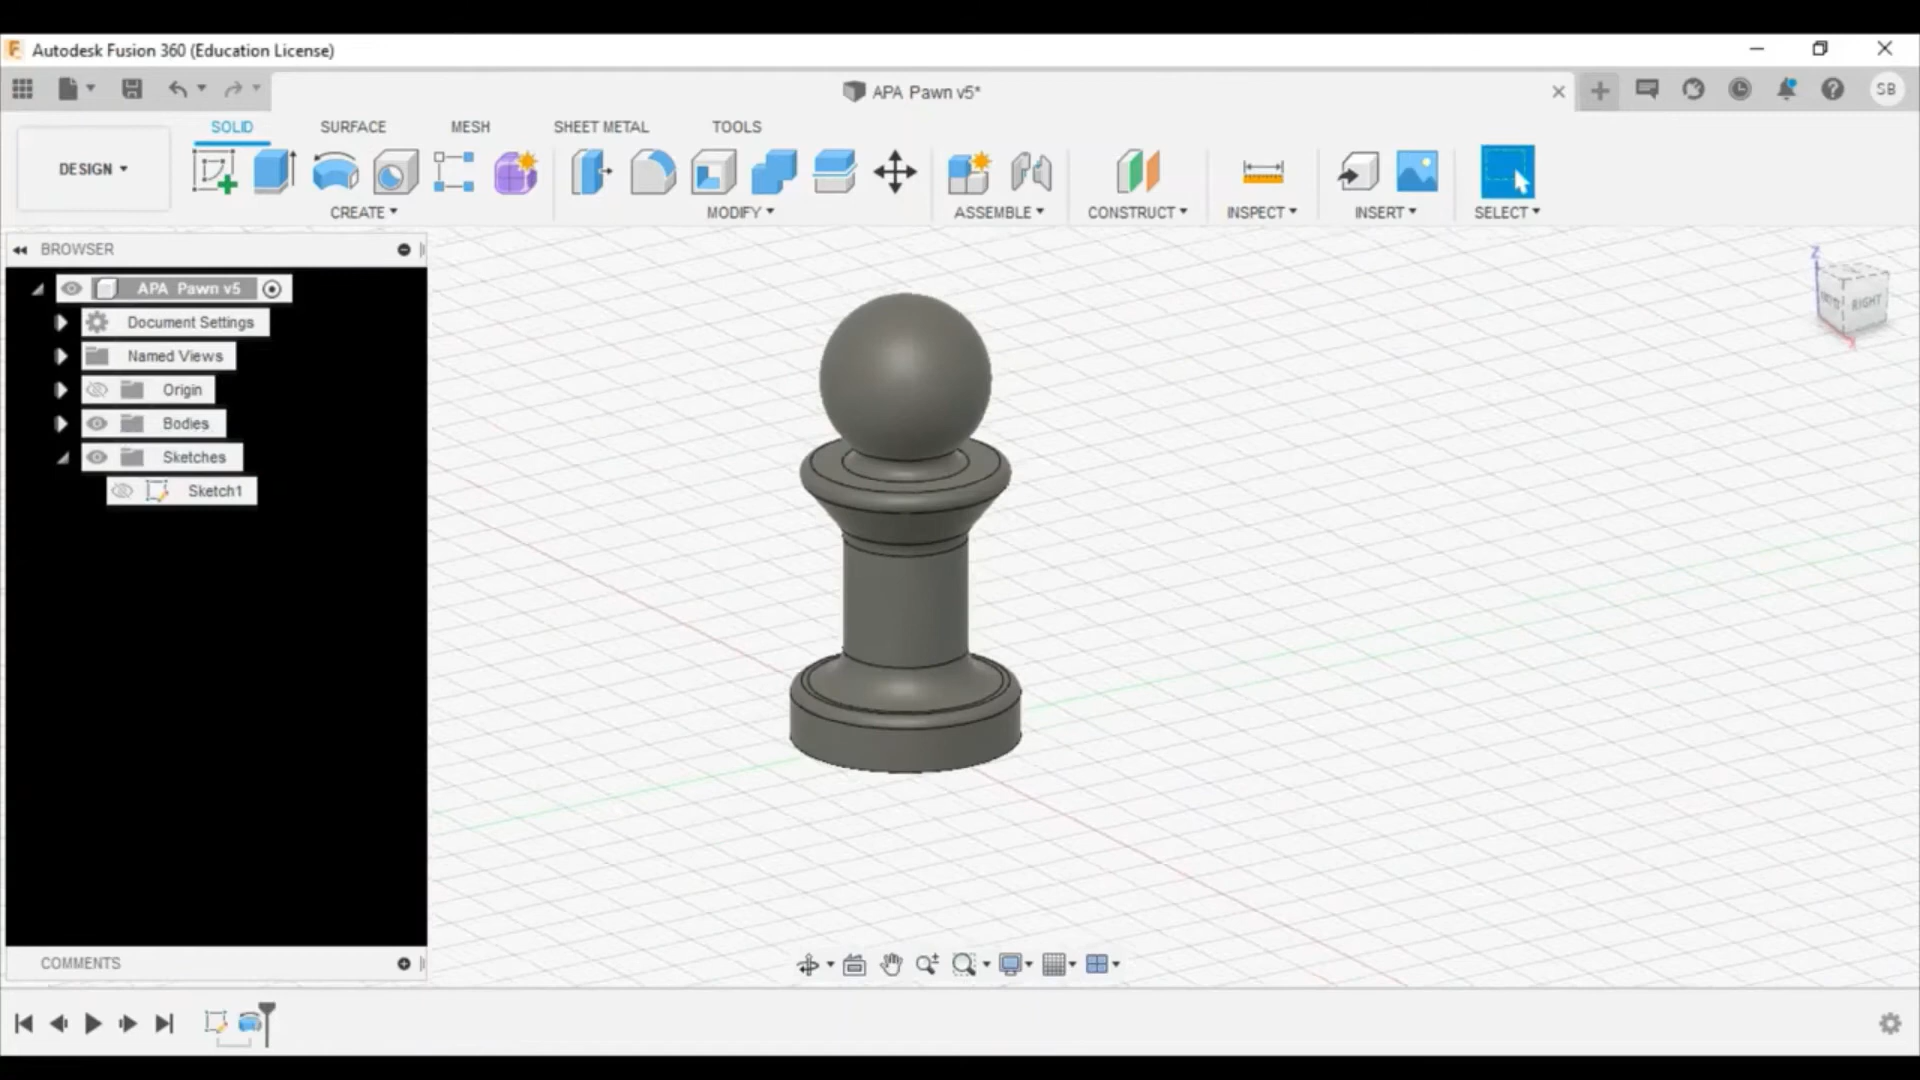 Autodesk Fusion 360 (Education License)
APA Pawn v5*
SB
SOLID SURFACE MESH SHEET METAL TOOLS
DESIGN
CREATE MODIFY ASSEMBLE CONSTRUCT INSPECT INSERT SELECT
BROWSER
APA Pawn v5
Document Settings
Named Views
Origin
Bodies
Sketches
Sketch1
Z
RIGHT
X
COMMENTS